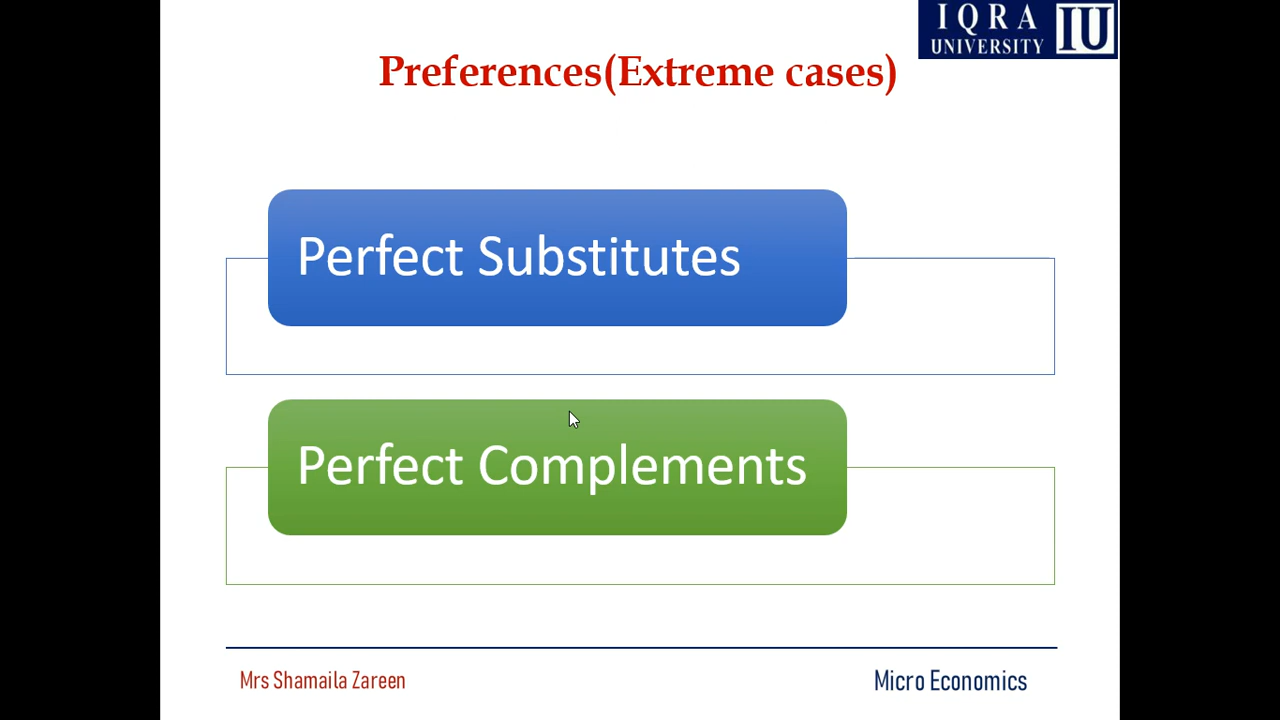 IQRA
UNIVERSITY IU
Preferences(Extreme cases)
Perfect Substitutes
Perfect Complements
Mrs Shamaila Zareen
Micro Economics